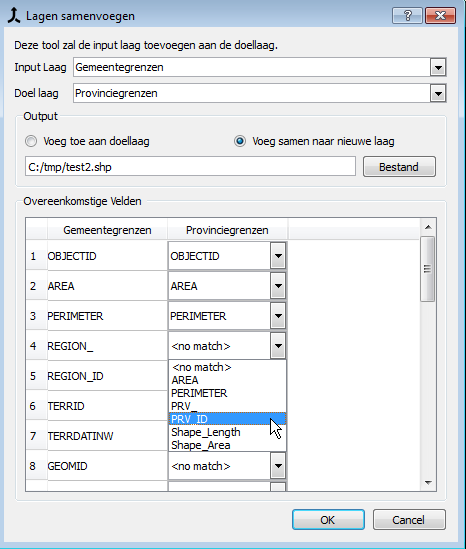 Lagen samenvoegen
Deze tool zal de input laag toevoegen aan de doellaag.
Input Laag Gemeentegrenzen
Doel laag Provinciegrenzen
Output
Voeg toe aan doellaag Voeg samen naar nieuwe laag
C:/tmp/test2.shp Bestand
Overeenkomstige Velden
Gemeentegrenzen Provinciegrenzen
1 OBJECTID OBJECTID
2 AREA AREA
3 PERIMETER PERIMETER
4 REGION_ <no match>
5 REGION_ID
6 TERRID
7 TERRDATINW
<no match>
AREA
PERIMETER
PRV_
PRV_ID
Shape_Length
Shape_Area
8 GEOMID <no match>
OK Cancel